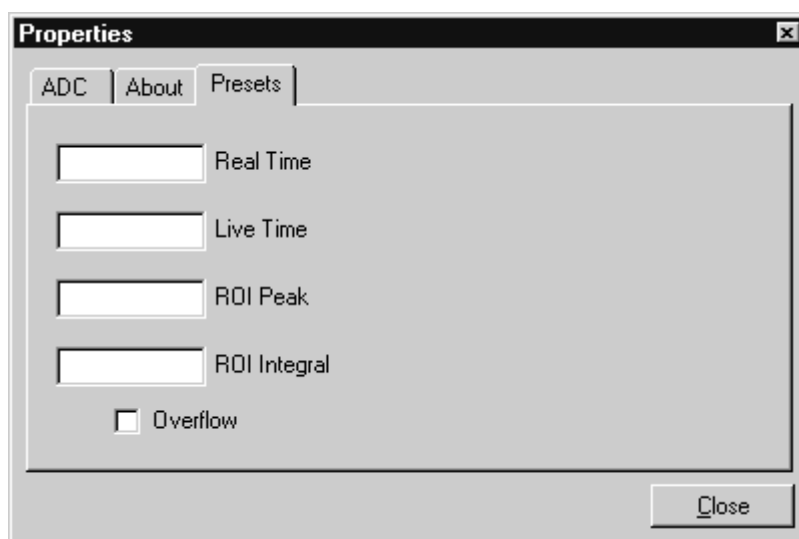 Properties
ADC About Presets
Real Time
Live Time
ROI Peak
ROI Integral
Overflow
Close